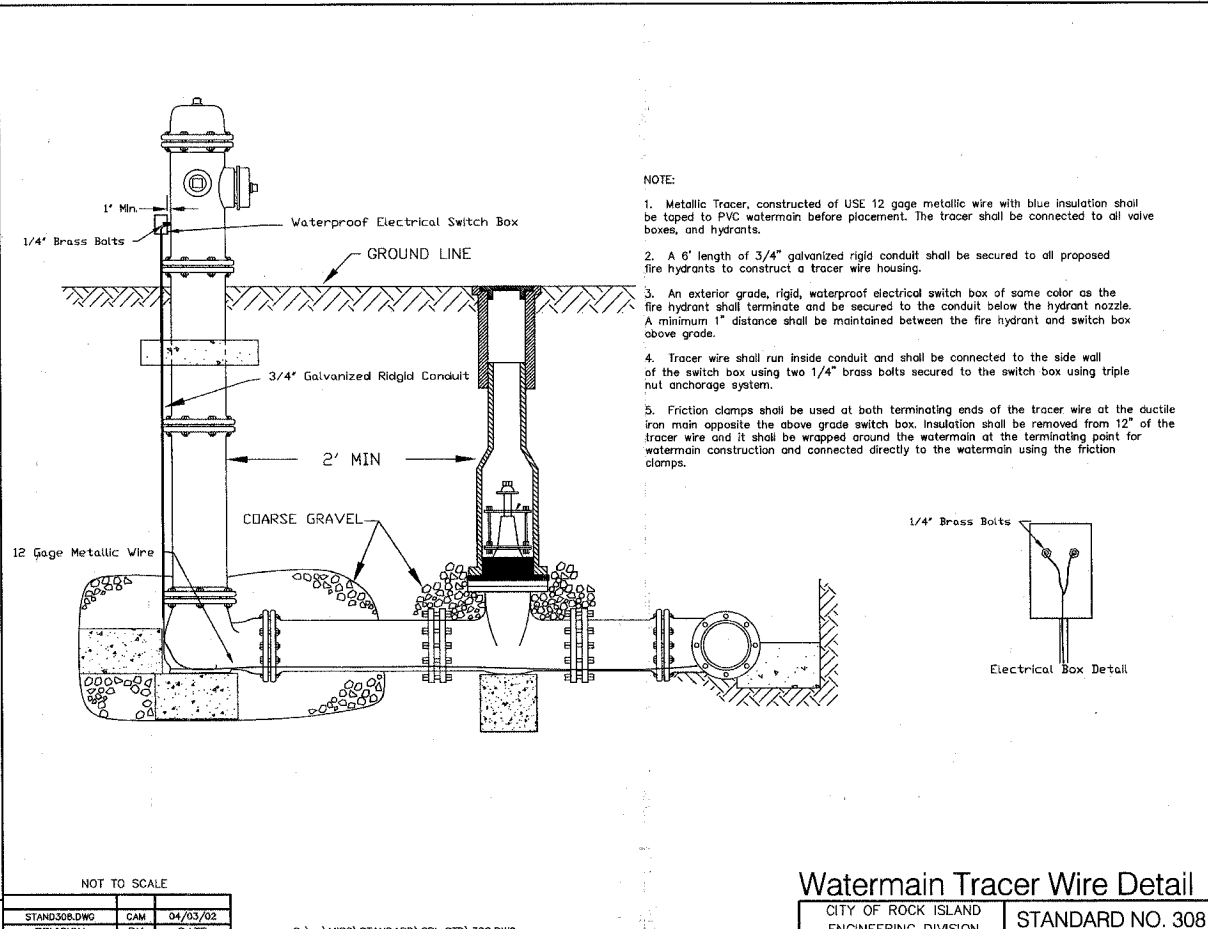 1" Min.
Waterproof Electrical Switch Box
1/4" Brass Bolts
GROUND LINE
3/4" Galvanized Ridgid Conduit
2' MIN
COARSE GRAVEL
12 Gage Metallic Wire
NOTE:
1. Metallic Tracer, constructed of USE 12 gage metallic wire with blue insulation shall
be taped to PVC watermain before placement. The tracer shall be connected to all valve
boxes, and hydrants.
2. A 6' length of 3/4" galvanized rigid conduit shall be secured to all proposed
fire hydrants to construct a tracer wire housing.
3. An exterior grade, rigid, waterproof electrical switch box of same color as the
fire hydrant shall terminate and be secured to the conduit below the hydrant nozzle.
A minimum 1" distance shall be maintained between the fire hydrant and switch box
above grade.
4. Tracer wire shall run inside conduit and shall be connected to the side wall
of the switch box using two 1/4" brass bolts secured to the switch box using triple
nut anchorage system.
5. Friction clamps shall be used at both terminating ends of the tracer wire at the ductile
iron main opposite the above grade switch box. Insulation shall be removed from 12" of the
tracer wire and it shall be wrapped around the watermain at the terminating point for
watermain construction and connected directly to the watermain using the friction
clamps.
1/4" Brass Bolts
Electrical Box Detail
NOT TO SCALE
STAND308.DWG CAM 04/03/02
Watermain Tracer Wire Detail
CITY OF ROCK ISLAND
ENGINEERING DIVISION
STANDARD NO. 308